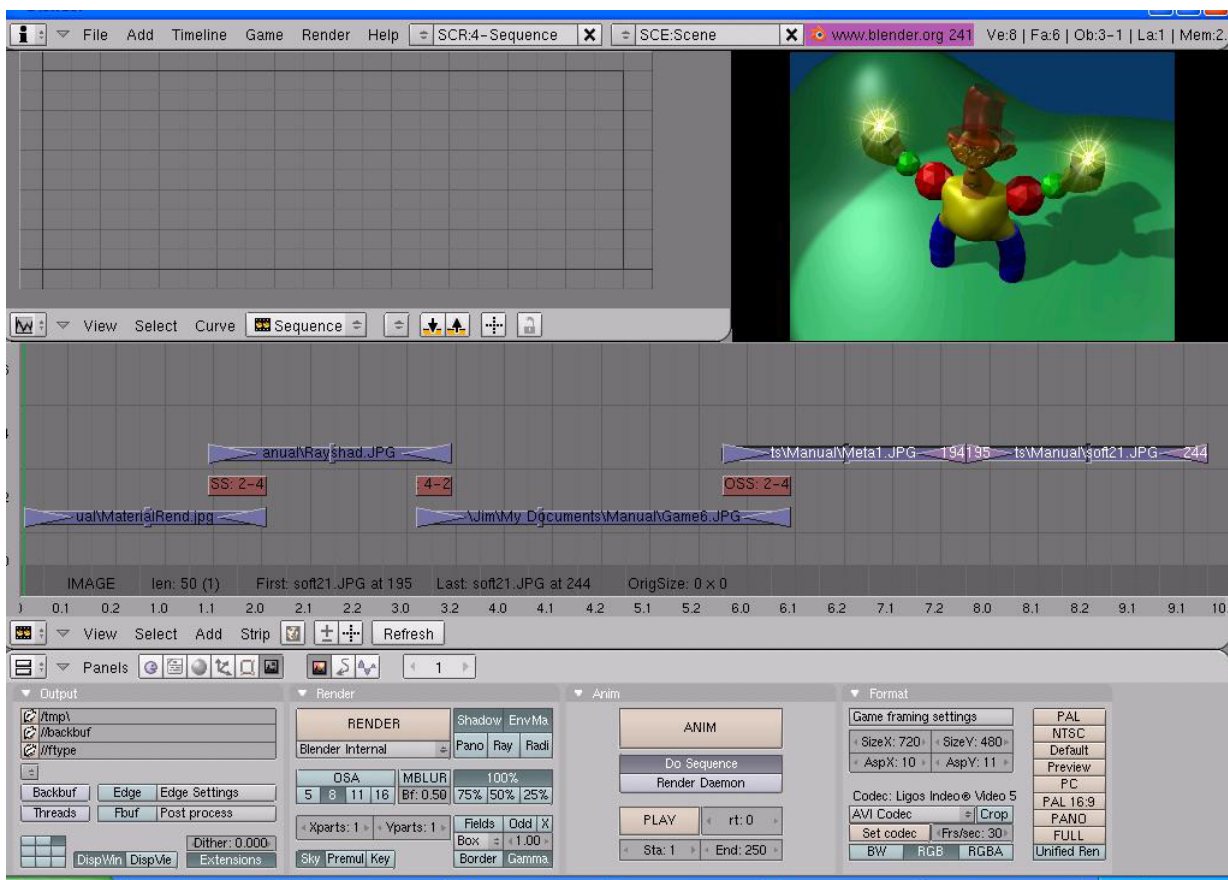 File Add Timeline Game Render Help SCR:4-Sequence X SCE:Scene X www.blender.org 241 Ve:8 | Fa:6 | Ob:3-1 | La:1 | Mem:2.
View Select Curve Sequence
anual\Rayshad.JPG ts\Manual\Meta1.JPG 194 195 ts\Manual\soft21.JPG 244
SS: 2-4 4-2 OSS: 2-4
ual\MaterialRend.jpg \Jim\My Documents\Manual\Game6.JPG
IMAGE len: 50 (1) First: soft21.JPG at 195 Last: soft21.JPG at 244 OrigSize: 0 x 0
0.1 0.2 1.0 1.1 2.0 2.1 2.2 3.0 3.2 4.0 4.1 4.2 5.1 5.2 6.0 6.1 6.2 7.1 7.2 8.0 8.1 8.2 9.1 9.1 10.
View Select Add Strip Refresh
Panels 1
Output
/tmp\
//backbuf
//ftype
Backbuf Edge Edge Settings
Threads Fbuf Post process
Dither: 0.000
DispWin DispVie Extensions
Render
RENDER
Blender Internal
Shadow EnvMa
Pano Ray Radi
OSA MBLUR 100%
5 8 11 16 Bf: 0.50 75% 50% 25%
Xparts: 1 Yparts: 1 Fields Odd X
Box 1.00
Sky Premul Key Border Gamma
Anim
ANIM
Do Sequence
Render Daemon
PLAY rt: 0
Sta: 1 End: 250
Format
Game framing settings
SizeX: 720 SizeY: 480
AspX: 10 AspY: 11
Codec: Ligos Indeo® Video 5
AVI Codec Crop
Set codec Frs/sec: 30
BW RGB RGBA
PAL
NTSC
Default
Preview
PC
PAL 16:9
PANO
FULL
Unified Ren